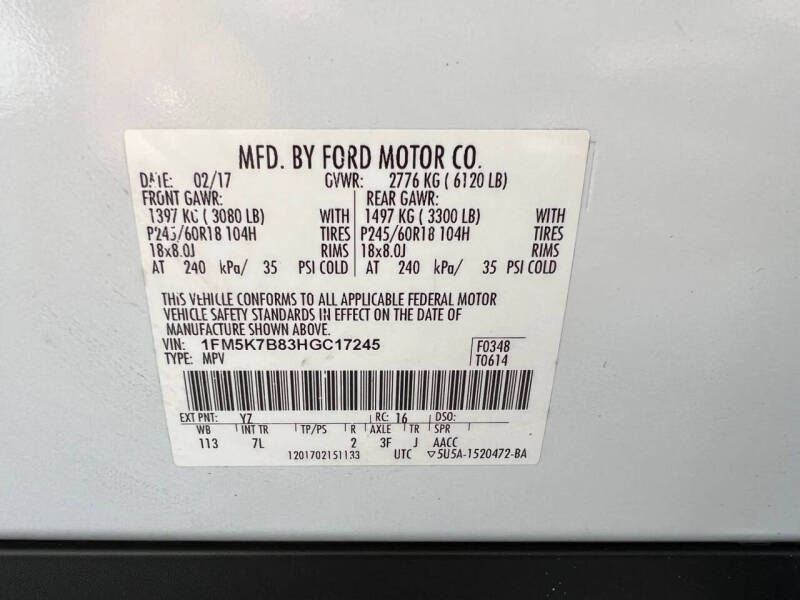 MFD. BY FORD MOTOR CO.
DATE: 02/17 GVWR: 2776 KG ( 6120 LB)
FRONT GAWR: REAR GAWR:
1397 KG ( 3080 LB) WITH 1497 KG ( 3300 LB) WITH
P245/60R18 104H TIRES P245/60R18 104H TIRES
18x8.0J RIMS 18x8.0J RIMS
AT 240 kPa/ 35 PSI COLD AT 240 kPa/ 35 PSI COLD
THIS VEHICLE CONFORMS TO ALL APPLICABLE FEDERAL MOTOR
VEHICLE SAFETY STANDARDS IN EFFECT ON THE DATE OF
MANUFACTURE SHOWN ABOVE.
VIN: 1FM5K7B83HGC17245 F0348
TYPE: MPV T0614
EXT PNT: YZ RC: 16 DSO:
WB INT TR TP/PS R AXLE TR SPR
113 7L 2 3F J AACC
1201702151133 UTC ▽5U5A-1520472-BA